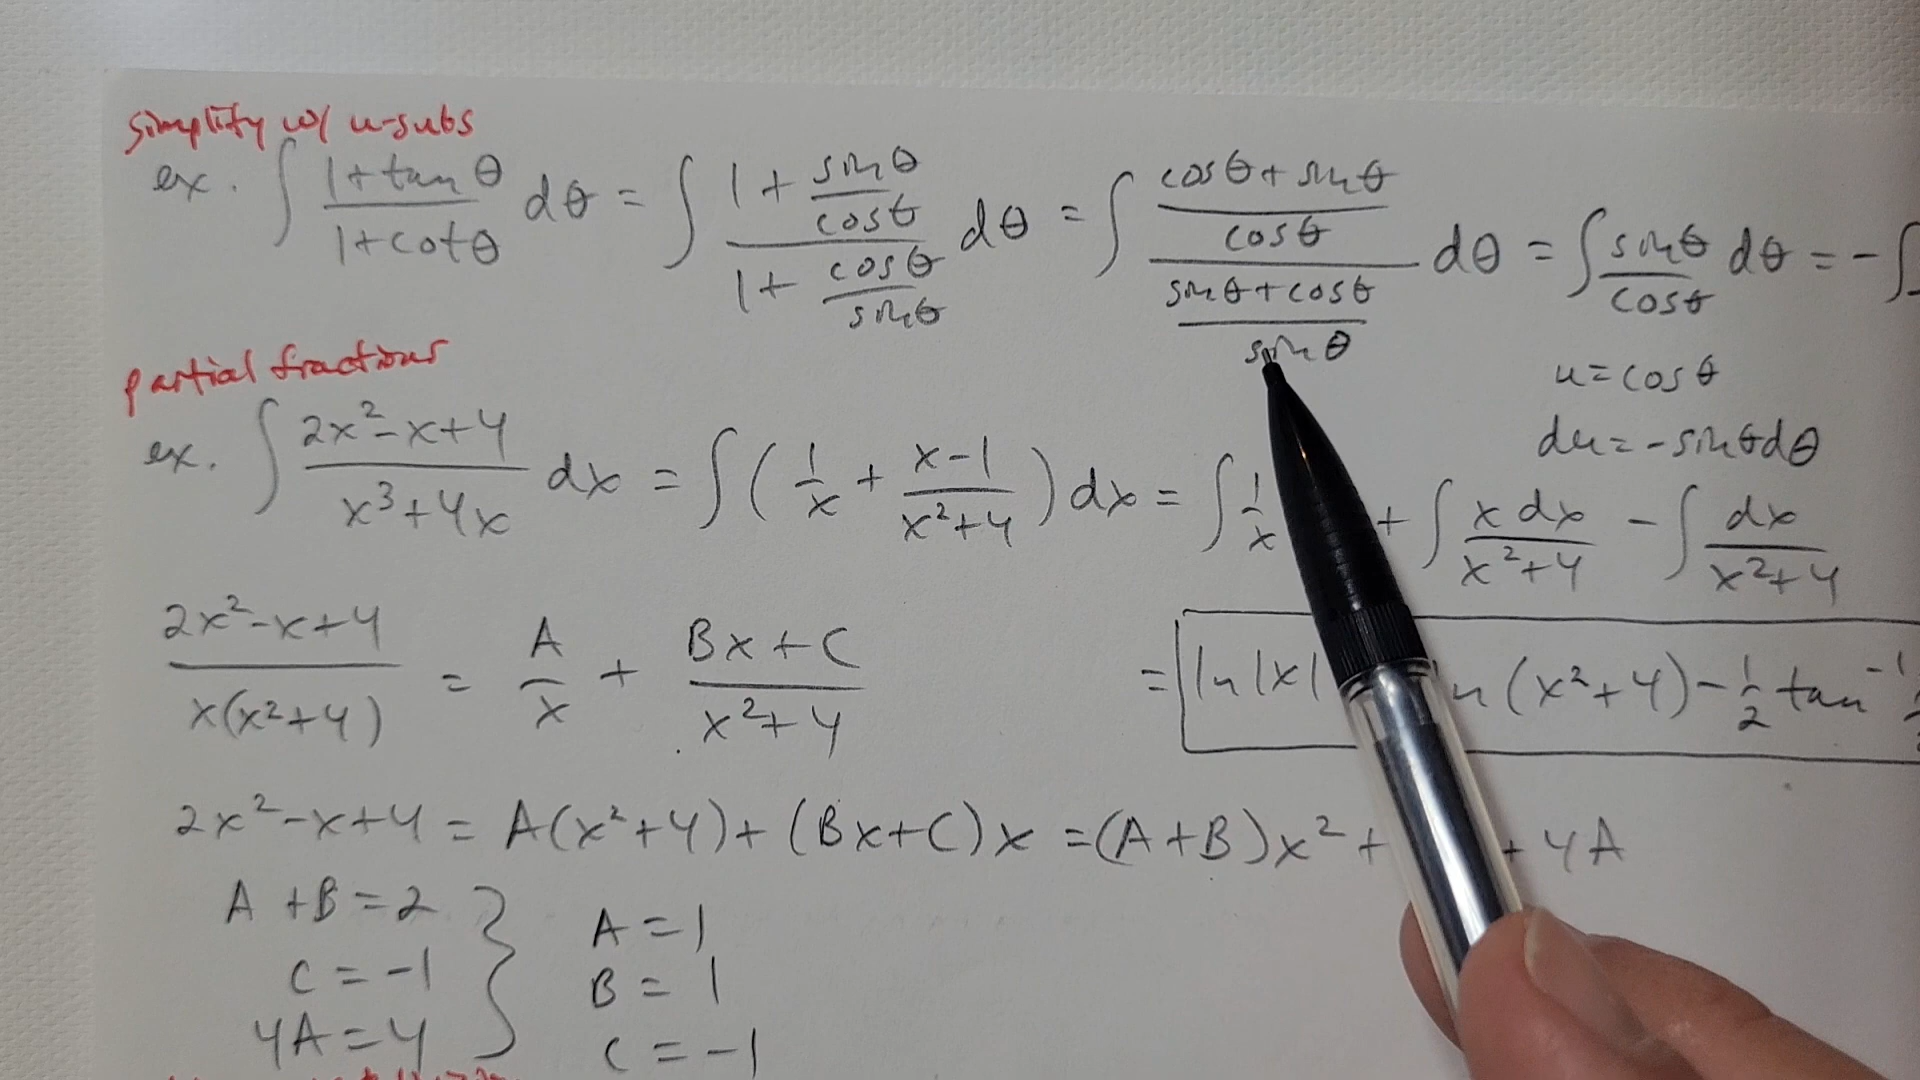 simplify w/ u-subs
ex. ∫ (1+tanθ)/(1+cotθ) dθ = ∫ (1 + sinθ/cosθ)/(1 + cosθ/sinθ) dθ = ∫ ((cosθ+sinθ)/cosθ)/((sinθ+cosθ)/sinθ) dθ = ∫ sinθ/cosθ dθ = -∫
u = cosθ
du = -sinθdθ
partial fractions
ex. ∫ (2x²-x+4)/(x³+4x) dx = ∫ (1/x + (x-1)/(x²+4)) dx = ∫ 1/x + ∫ x dx/(x²+4) - ∫ dx/(x²+4)
= ln|x| n (x²+4) - 1/2 tan⁻¹
(2x²-x+4)/(x(x²+4)) = A/x + (Bx+C)/(x²+4)
2x²-x+4 = A(x²+4) + (Bx+C)x = (A+B)x² + + 4A
A+B=2
C=-1
4A=4
A=1
B=1
C=-1